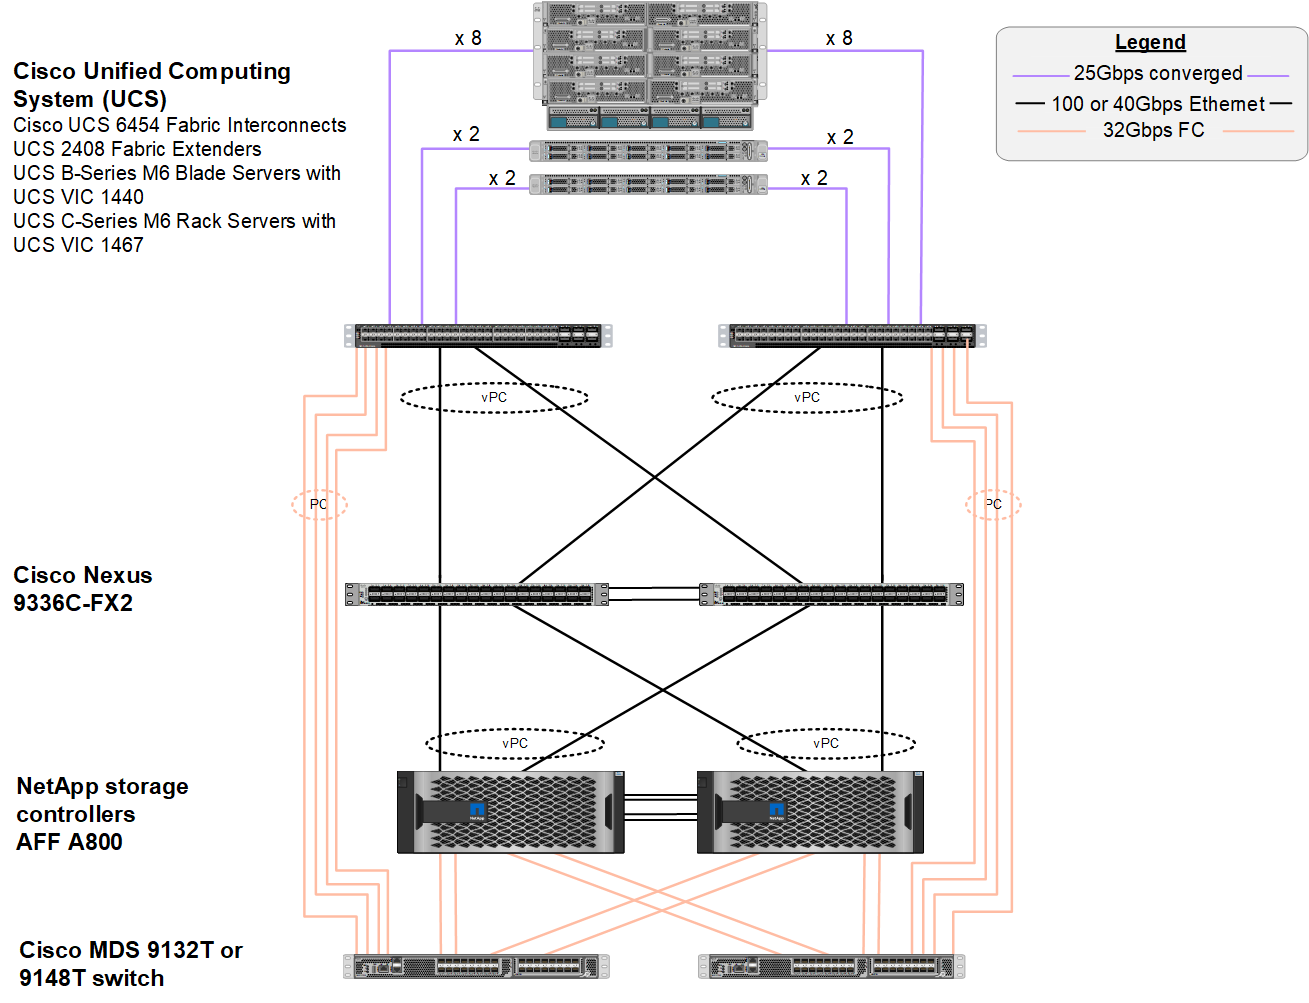 x 8
x 8
Legend
25Gbps converged
100 or 40Gbps Ethernet
32Gbps FC
Cisco Unified Computing
System (UCS)
Cisco UCS 6454 Fabric Interconnects
UCS 2408 Fabric Extenders
UCS B-Series M6 Blade Servers with
UCS VIC 1440
UCS C-Series M6 Rack Servers with
UCS VIC 1467
x 2
x 2
x 2
x 2
vPC
vPC
PC
PC
Cisco Nexus
9336C-FX2
vPC
vPC
NetApp storage
controllers
AFF A800
NetApp
NetApp
Cisco MDS 9132T or
9148T switch